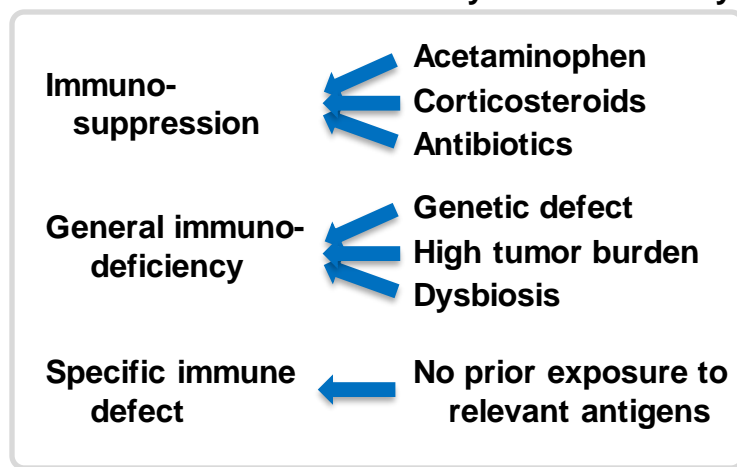 Immuno-
suppression
Acetaminophen
Corticosteroids
Antibiotics
General immuno-
deficiency
Genetic defect
High tumor burden
Dysbiosis
Specific immune
defect
No prior exposure to
relevant antigens